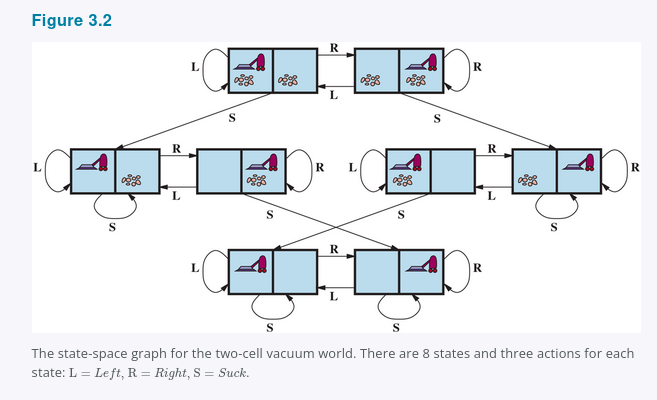 Figure 3.2
R
L
R
L
S
S
R
R
L
R
L
R
L
L
S
S
S
S
R
L
R
L
S
S
The state-space graph for the two-cell vacuum world. There are 8 states and three actions for each
state: L = Left, R = Right, S = Suck.